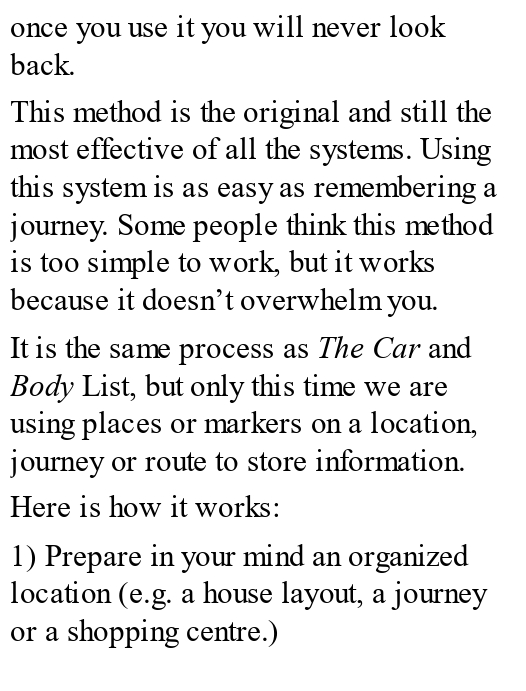 once you use it you will never look
back.
This method is the original and still the
most effective of all the systems. Using
this system is as easy as remembering a
journey. Some people think this method
is too simple to work, but it works
because it doesn’t overwhelm you.
It is the same process as The Car and
Body List, but only this time we are
using places or markers on a location,
journey or route to store information.
Here is how it works:
1) Prepare in your mind an organized
location (e.g. a house layout, a journey
or a shopping centre.)